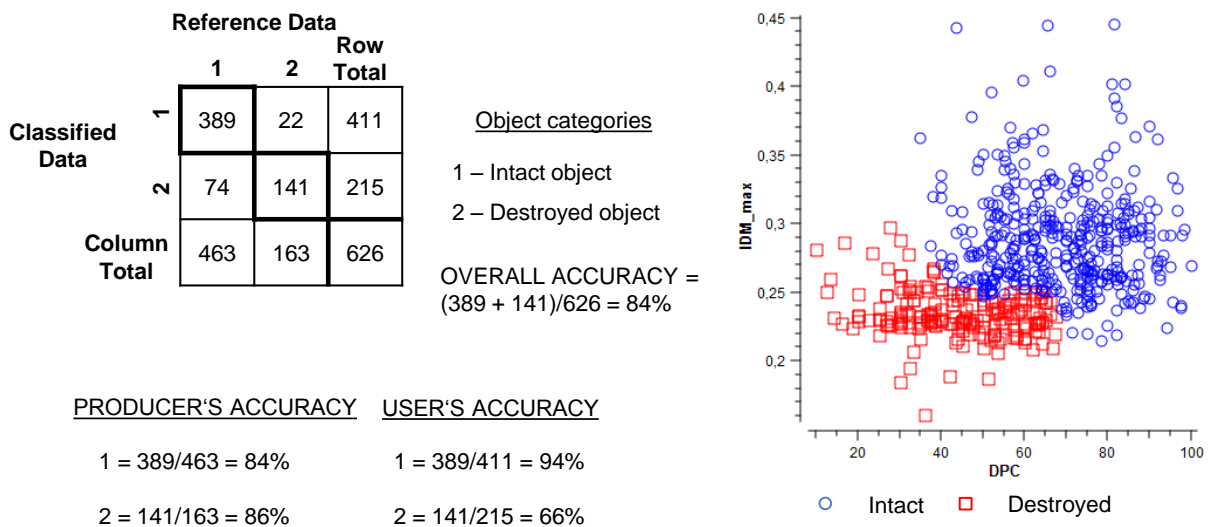 Reference Data
1 2 Row Total
Classified Data
1 389 22 411
2 74 141 215
Column Total 463 163 626
Object categories
1 – Intact object
2 – Destroyed object
OVERALL ACCURACY =
(389 + 141)/626 = 84%
PRODUCER‘S ACCURACY
1 = 389/463 = 84%
2 = 141/163 = 86%
USER‘S ACCURACY
1 = 389/411 = 94%
2 = 141/215 = 66%
0,45
0,4
0,35
0,3
0,25
0,2
IDM_max
20 40 60 80 100
DPC
Intact Destroyed